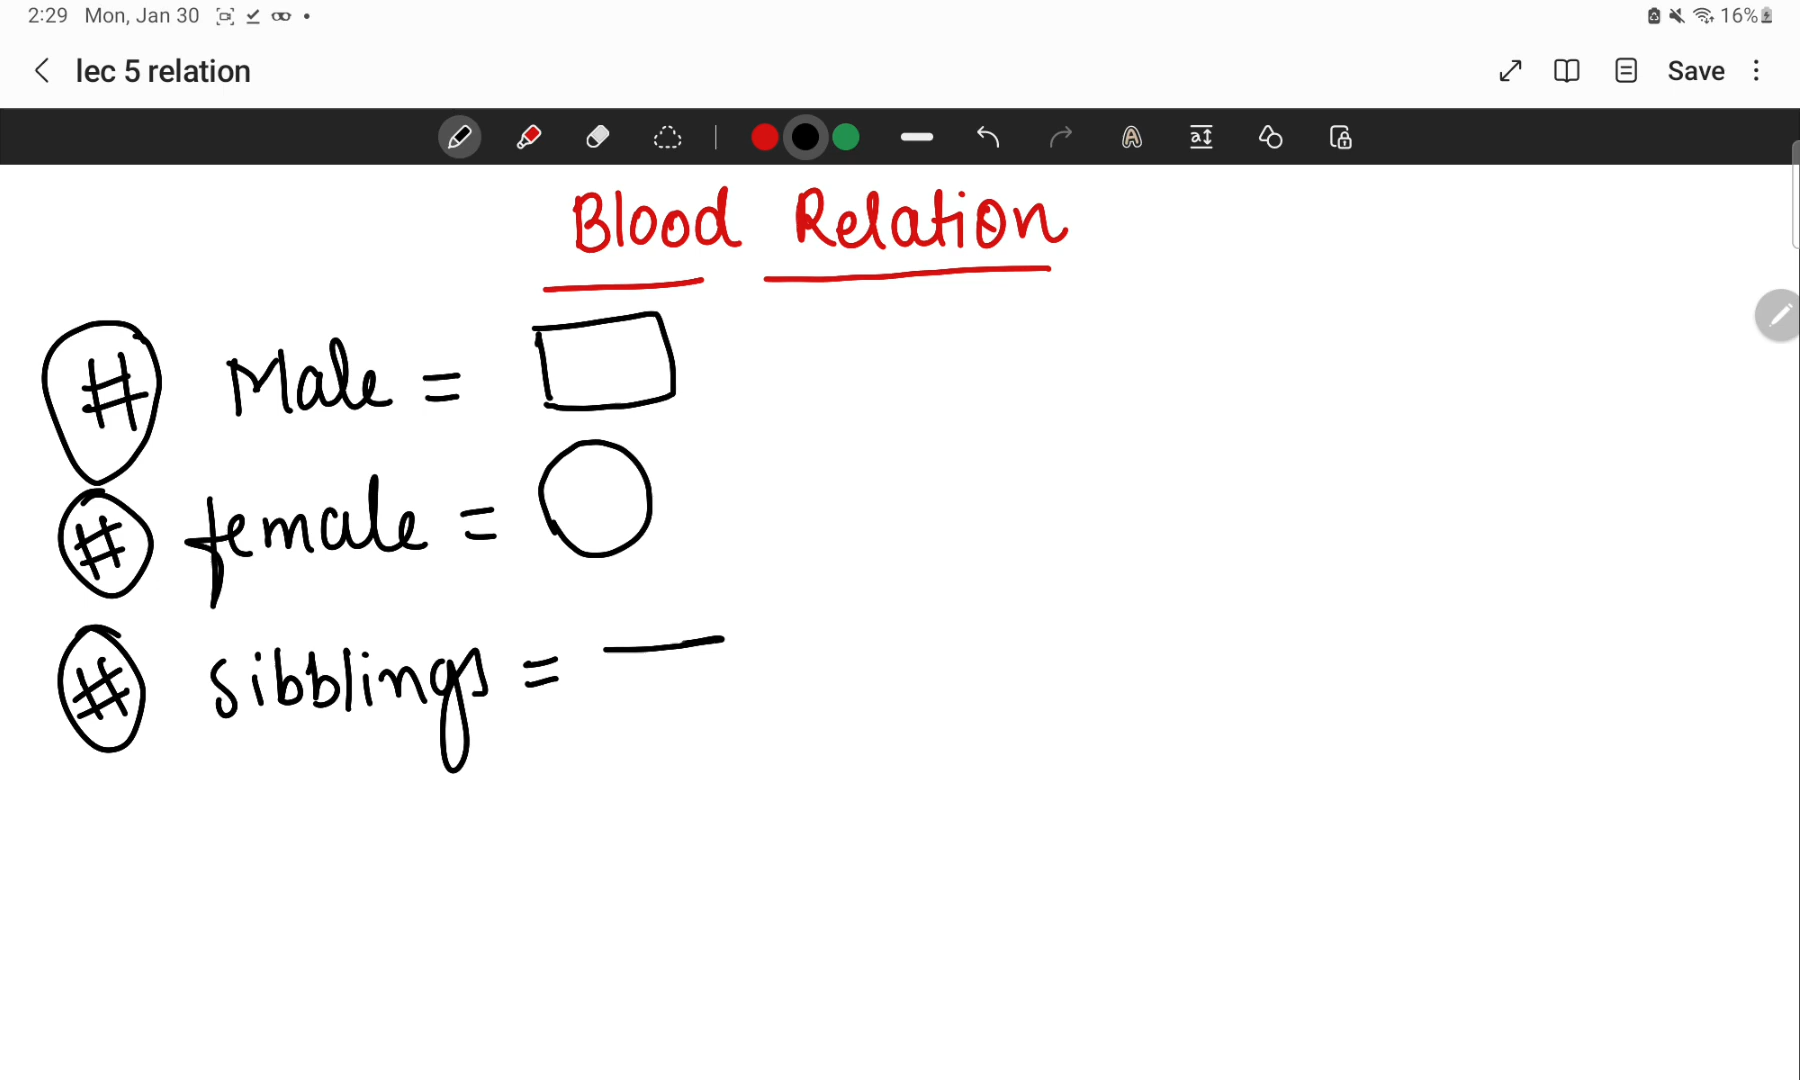 2:29 Mon, Jan 30 16%
lec 5 relation Save
Blood Relation
# Male =
# female =
# sibblings = —